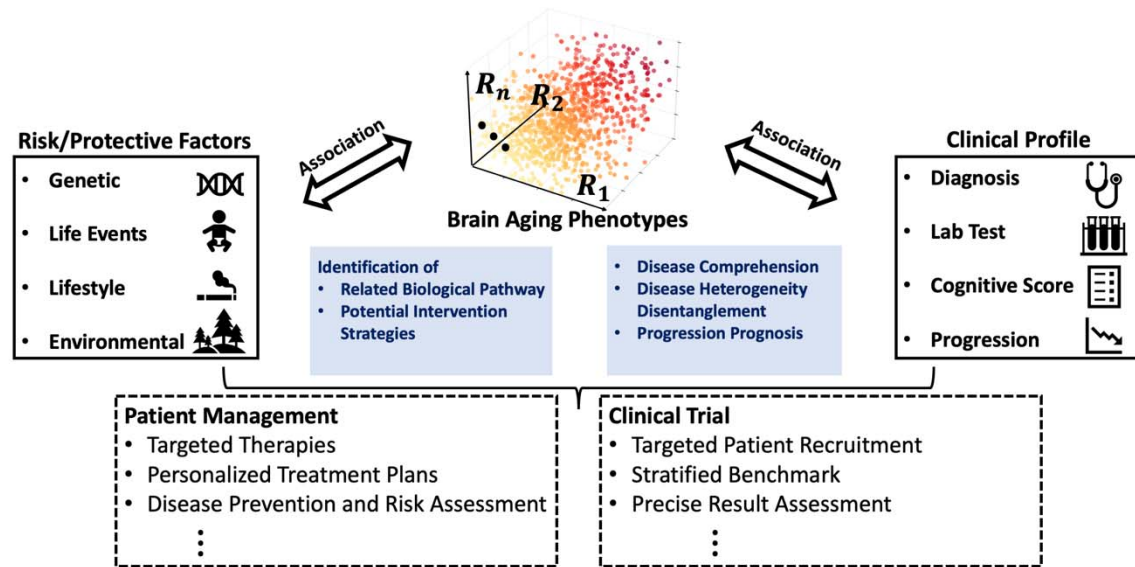 R_n
R_2
R_1
Brain Aging Phenotypes
Association
Association
Risk/Protective Factors
• Genetic
• Life Events
• Lifestyle
• Environmental
Identification of
• Related Biological Pathway
• Potential Intervention
Strategies
• Disease Comprehension
• Disease Heterogeneity
Disentanglement
• Progression Prognosis
Clinical Profile
• Diagnosis
• Lab Test
• Cognitive Score
• Progression
Patient Management
• Targeted Therapies
• Personalized Treatment Plans
• Disease Prevention and Risk Assessment
⋮
Clinical Trial
• Targeted Patient Recruitment
• Stratified Benchmark
• Precise Result Assessment
⋮